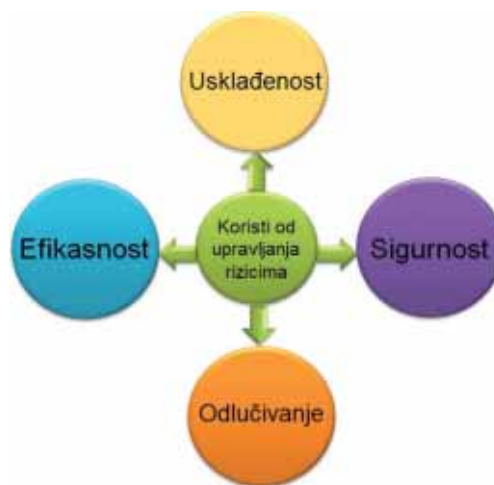 Usklađenost
Efikasnost
Koristi od
upravljanja
rizicima
Sigurnost
Odlučivanje